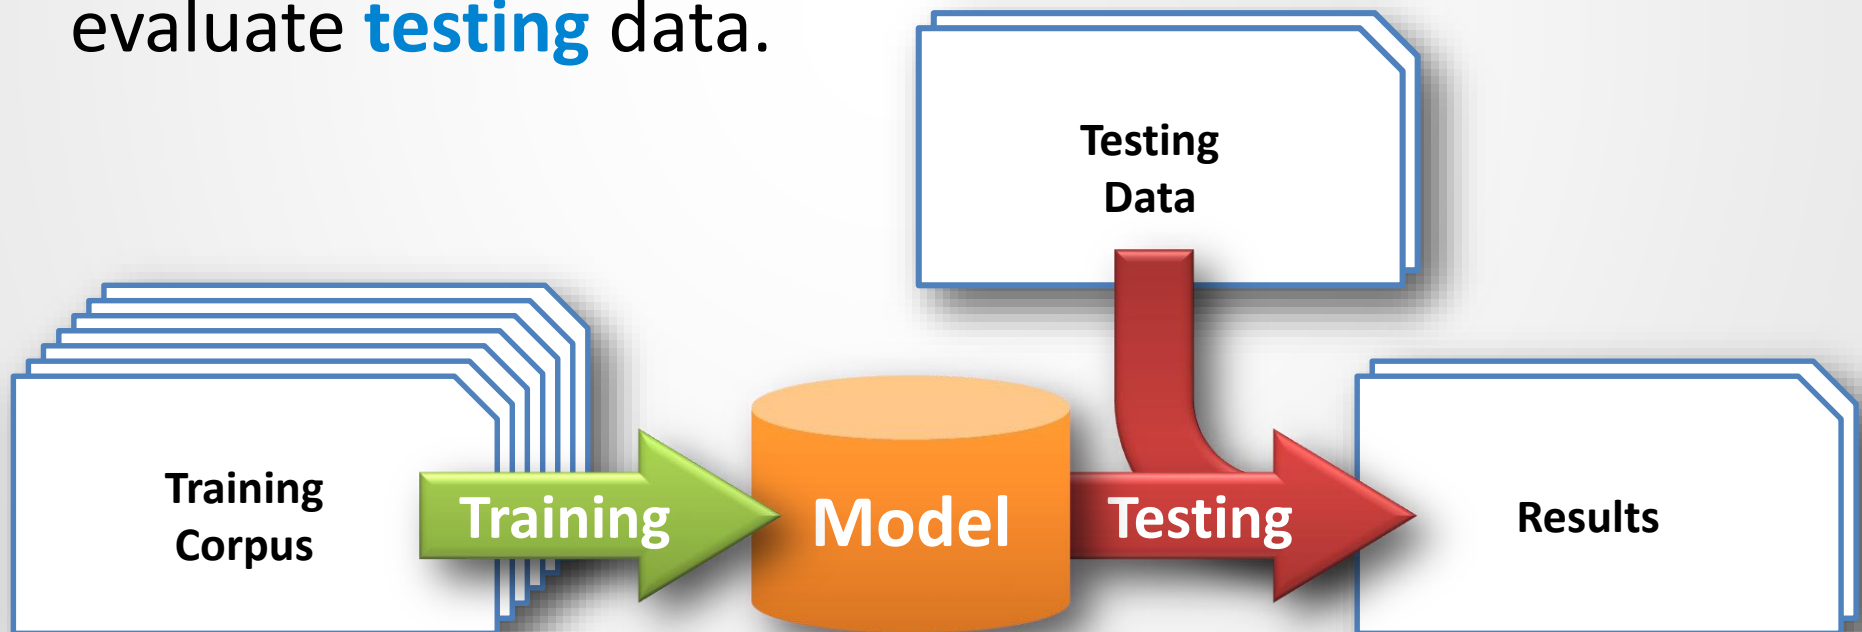 evaluate testing data.
Testing
Data
Training
Corpus
Training
Model
Testing
Results